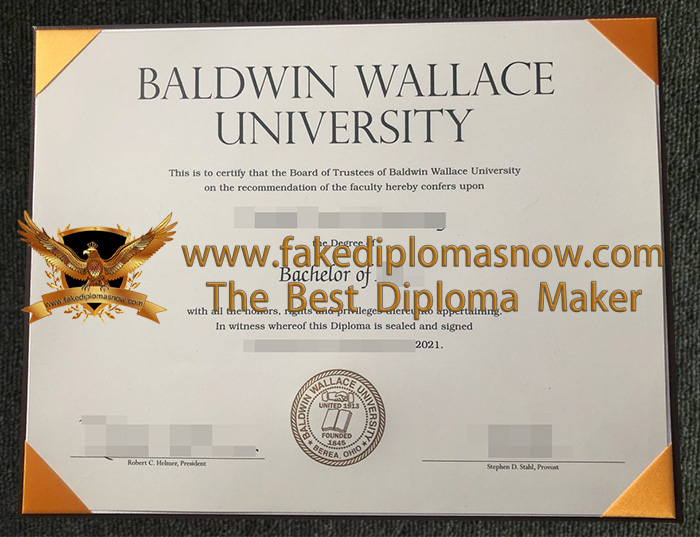 BALDWIN WALLACE
UNIVERSITY
This is to certify that the Board of Trustees of Baldwin Wallace University
on the recommendation of the faculty hereby confers upon
the Degree of
www.fakediplomasnow.com
Bachelor of
www.fakediplomasnow.com
The Best Diploma Maker
with all the honors, rights and privileges thereunto appertaining.
In witness whereof this Diploma is sealed and signed
2021.
BALDWIN WALLACE UNIVERSITY
UNITED 1913
FOUNDED
1845
BEREA, OHIO
Robert C. Helmer, President
Stephen D. Stahl, Provost